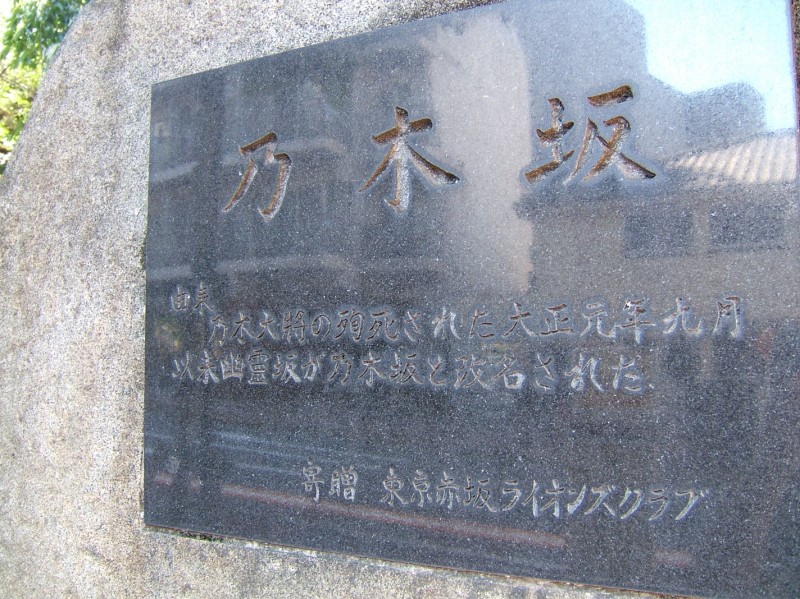 乃木坂
由来
乃木大将の殉死された大正元年九月
以来幽霊坂が乃木坂と改名された、
寄贈 東京赤坂ライオンズクラブ